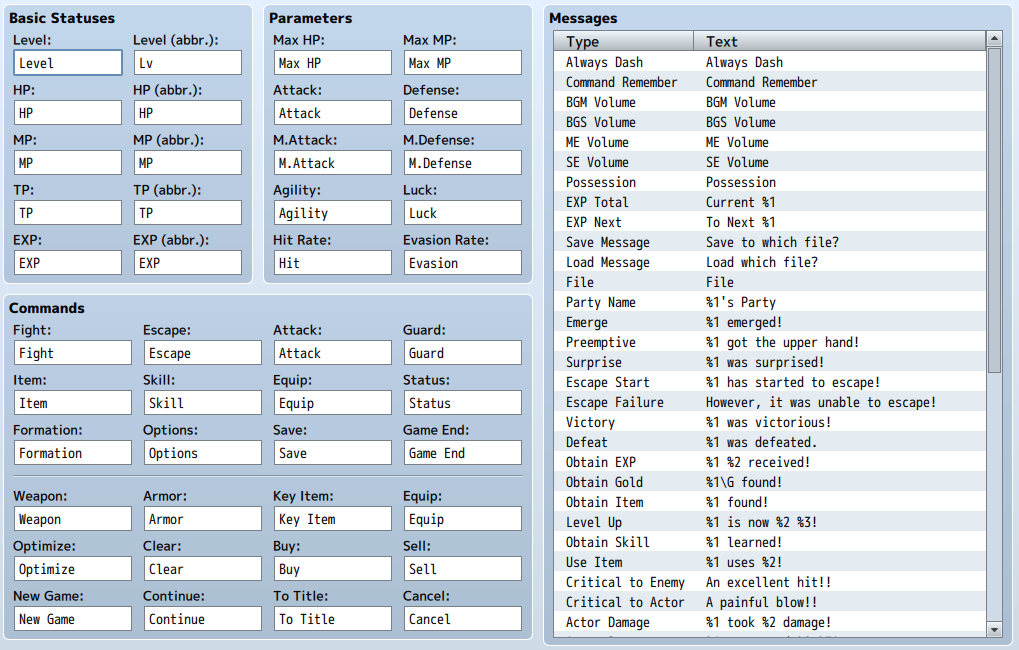 Basic Statuses
Level: Level (abbr.):
Level Lv
HP: HP (abbr.):
HP HP
MP: MP (abbr.):
MP MP
TP: TP (abbr.):
TP TP
EXP: EXP (abbr.):
EXP EXP
Parameters
Max HP: Max MP:
Max HP Max MP
Attack: Defense:
Attack Defense
M.Attack: M.Defense:
M.Attack M.Defense
Agility: Luck:
Agility Luck
Hit Rate: Evasion Rate:
Hit Evasion
Commands
Fight: Escape: Attack: Guard:
Fight Escape Attack Guard
Item: Skill: Equip: Status:
Item Skill Equip Status
Formation: Options: Save: Game End:
Formation Options Save Game End
Weapon: Armor: Key Item: Equip:
Weapon Armor Key Item Equip
Optimize: Clear: Buy: Sell:
Optimize Clear Buy Sell
New Game: Continue: To Title: Cancel:
New Game Continue To Title Cancel
Messages
Type Text
Always Dash Always Dash
Command Remember Command Remember
BGM Volume BGM Volume
BGS Volume BGS Volume
ME Volume ME Volume
SE Volume SE Volume
Possession Possession
EXP Total Current %1
EXP Next To Next %1
Save Message Save to which file?
Load Message Load which file?
File File
Party Name %1's Party
Emerge %1 emerged!
Preemptive %1 got the upper hand!
Surprise %1 was surprised!
Escape Start %1 has started to escape!
Escape Failure However, it was unable to escape!
Victory %1 was victorious!
Defeat %1 was defeated.
Obtain EXP %1 %2 received!
Obtain Gold %1\G found!
Obtain Item %1 found!
Level Up %1 is now %2 %3!
Obtain Skill %1 learned!
Use Item %1 uses %2!
Critical to Enemy An excellent hit!!
Critical to Actor A painful blow!!
Actor Damage %1 took %2 damage!